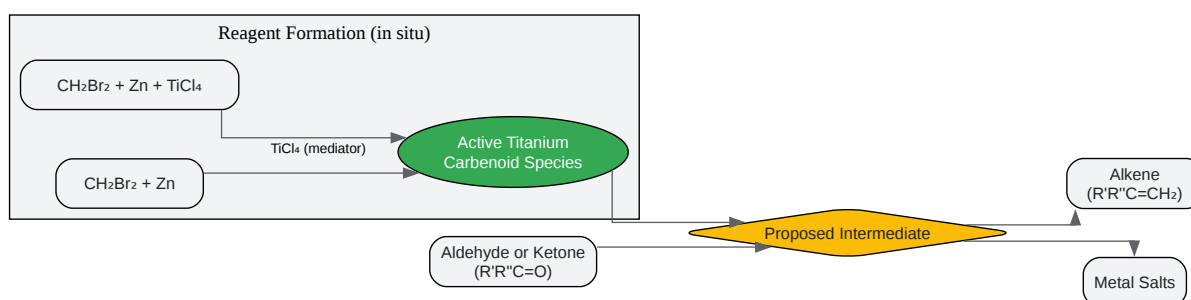 Reagent Formation (in situ)
CH₂Br₂ + Zn + TiCl₄
TiCl₄ (mediator)
Active Titanium
Carbenoid Species
CH₂Br₂ + Zn
Alkene
(R'R"C=CH₂)
Proposed Intermediate
Aldehyde or Ketone
(R'R"C=O)
Metal Salts